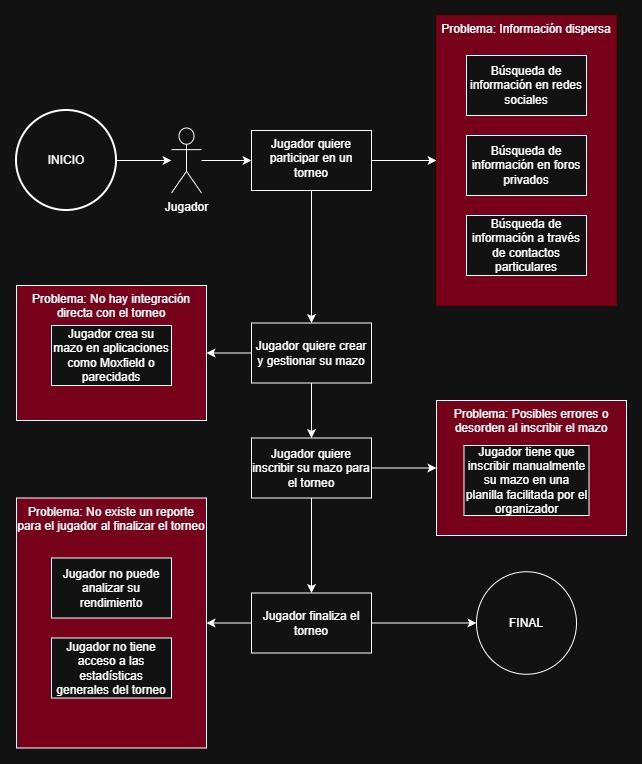 Problema: Información dispersa
Búsqueda de
información en redes
sociales
INICIO
Jugador
Jugador quiere
participar en un
torneo
Búsqueda de
información en foros
privados
Búsqueda de
información a través
de contactos
particulares
Problema: No hay integración
directa con el torneo
Jugador crea su
mazo en aplicaciones
como Moxfield o
parecidads
Jugador quiere crear
y gestionar su mazo
Problema: Posibles errores o
desorden al inscribir el mazo
Jugador tiene que
inscribir manualmente
su mazo en una
planilla facilitada por el
organizador
Jugador quiere
inscribir su mazo para
el torneo
Problema: No existe un reporte
para el jugador al finalizar el torneo
Jugador no puede
analizar su
rendimiento
Jugador no tiene
acceso a las
estadísticas
generales del torneo
Jugador finaliza el
torneo
FINAL